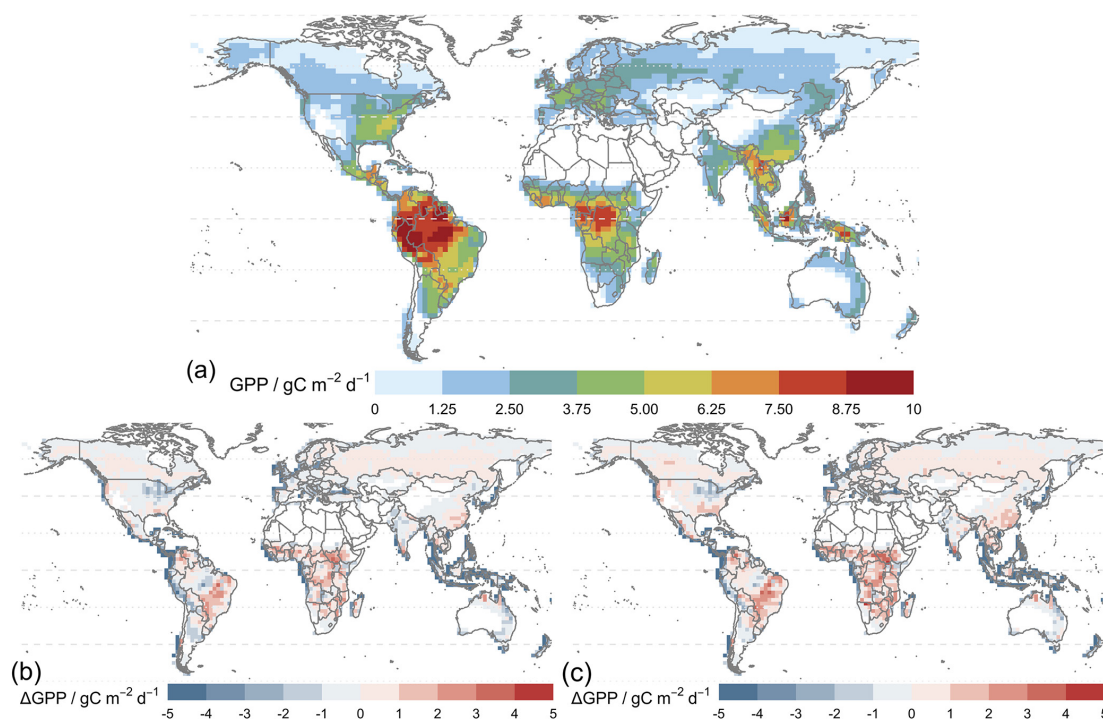 (a)
GPP / gC m⁻² d⁻¹
0 1.25 2.50 3.75 5.00 6.25 7.50 8.75 10
(b)
ΔGPP / gC m⁻² d⁻¹
-5 -4 -3 -2 -1 0 1 2 3 4 5
(c)
ΔGPP / gC m⁻² d⁻¹
-5 -4 -3 -2 -1 0 1 2 3 4 5